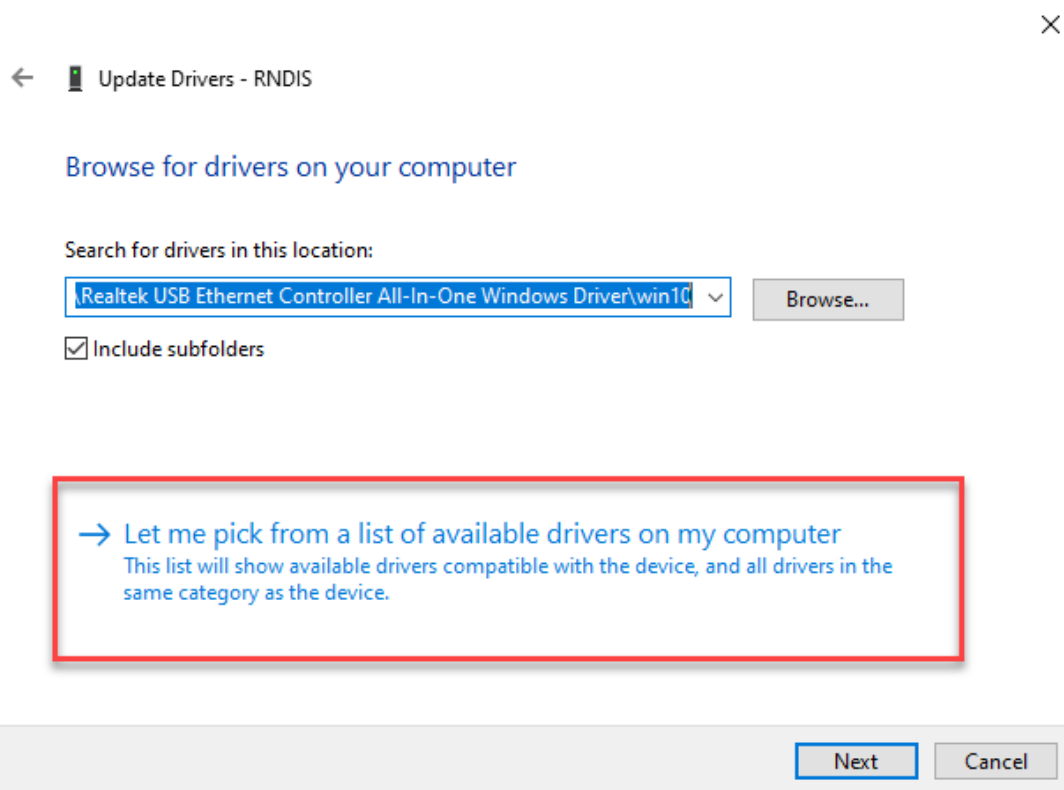 Update Drivers - RNDIS
Browse for drivers on your computer
Search for drivers in this location:
\Realtek USB Ethernet Controller All-In-One Windows Driver\win10
Browse...
Include subfolders
Let me pick from a list of available drivers on my computer
This list will show available drivers compatible with the device, and all drivers in the
same category as the device.
Next
Cancel